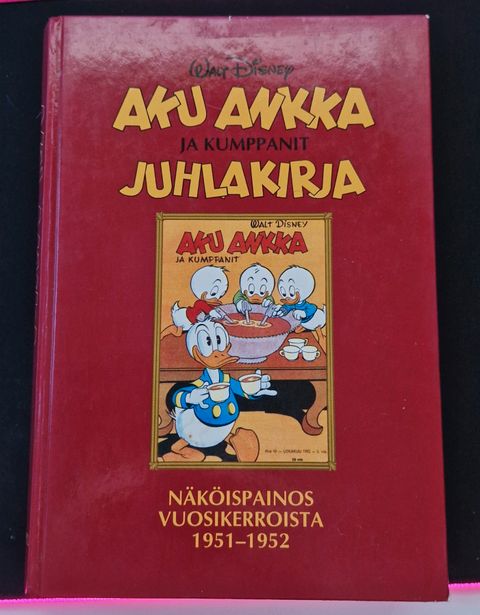 WALT DISNEY
AKU ANKKA
JA KUMPPANIT
JUHLAKIRJA
WALT DISNEY
AKU ANKKA
JA KUMPPANIT
NÄKÖISPAINOS
VUOSIKERROISTA
1951–1952